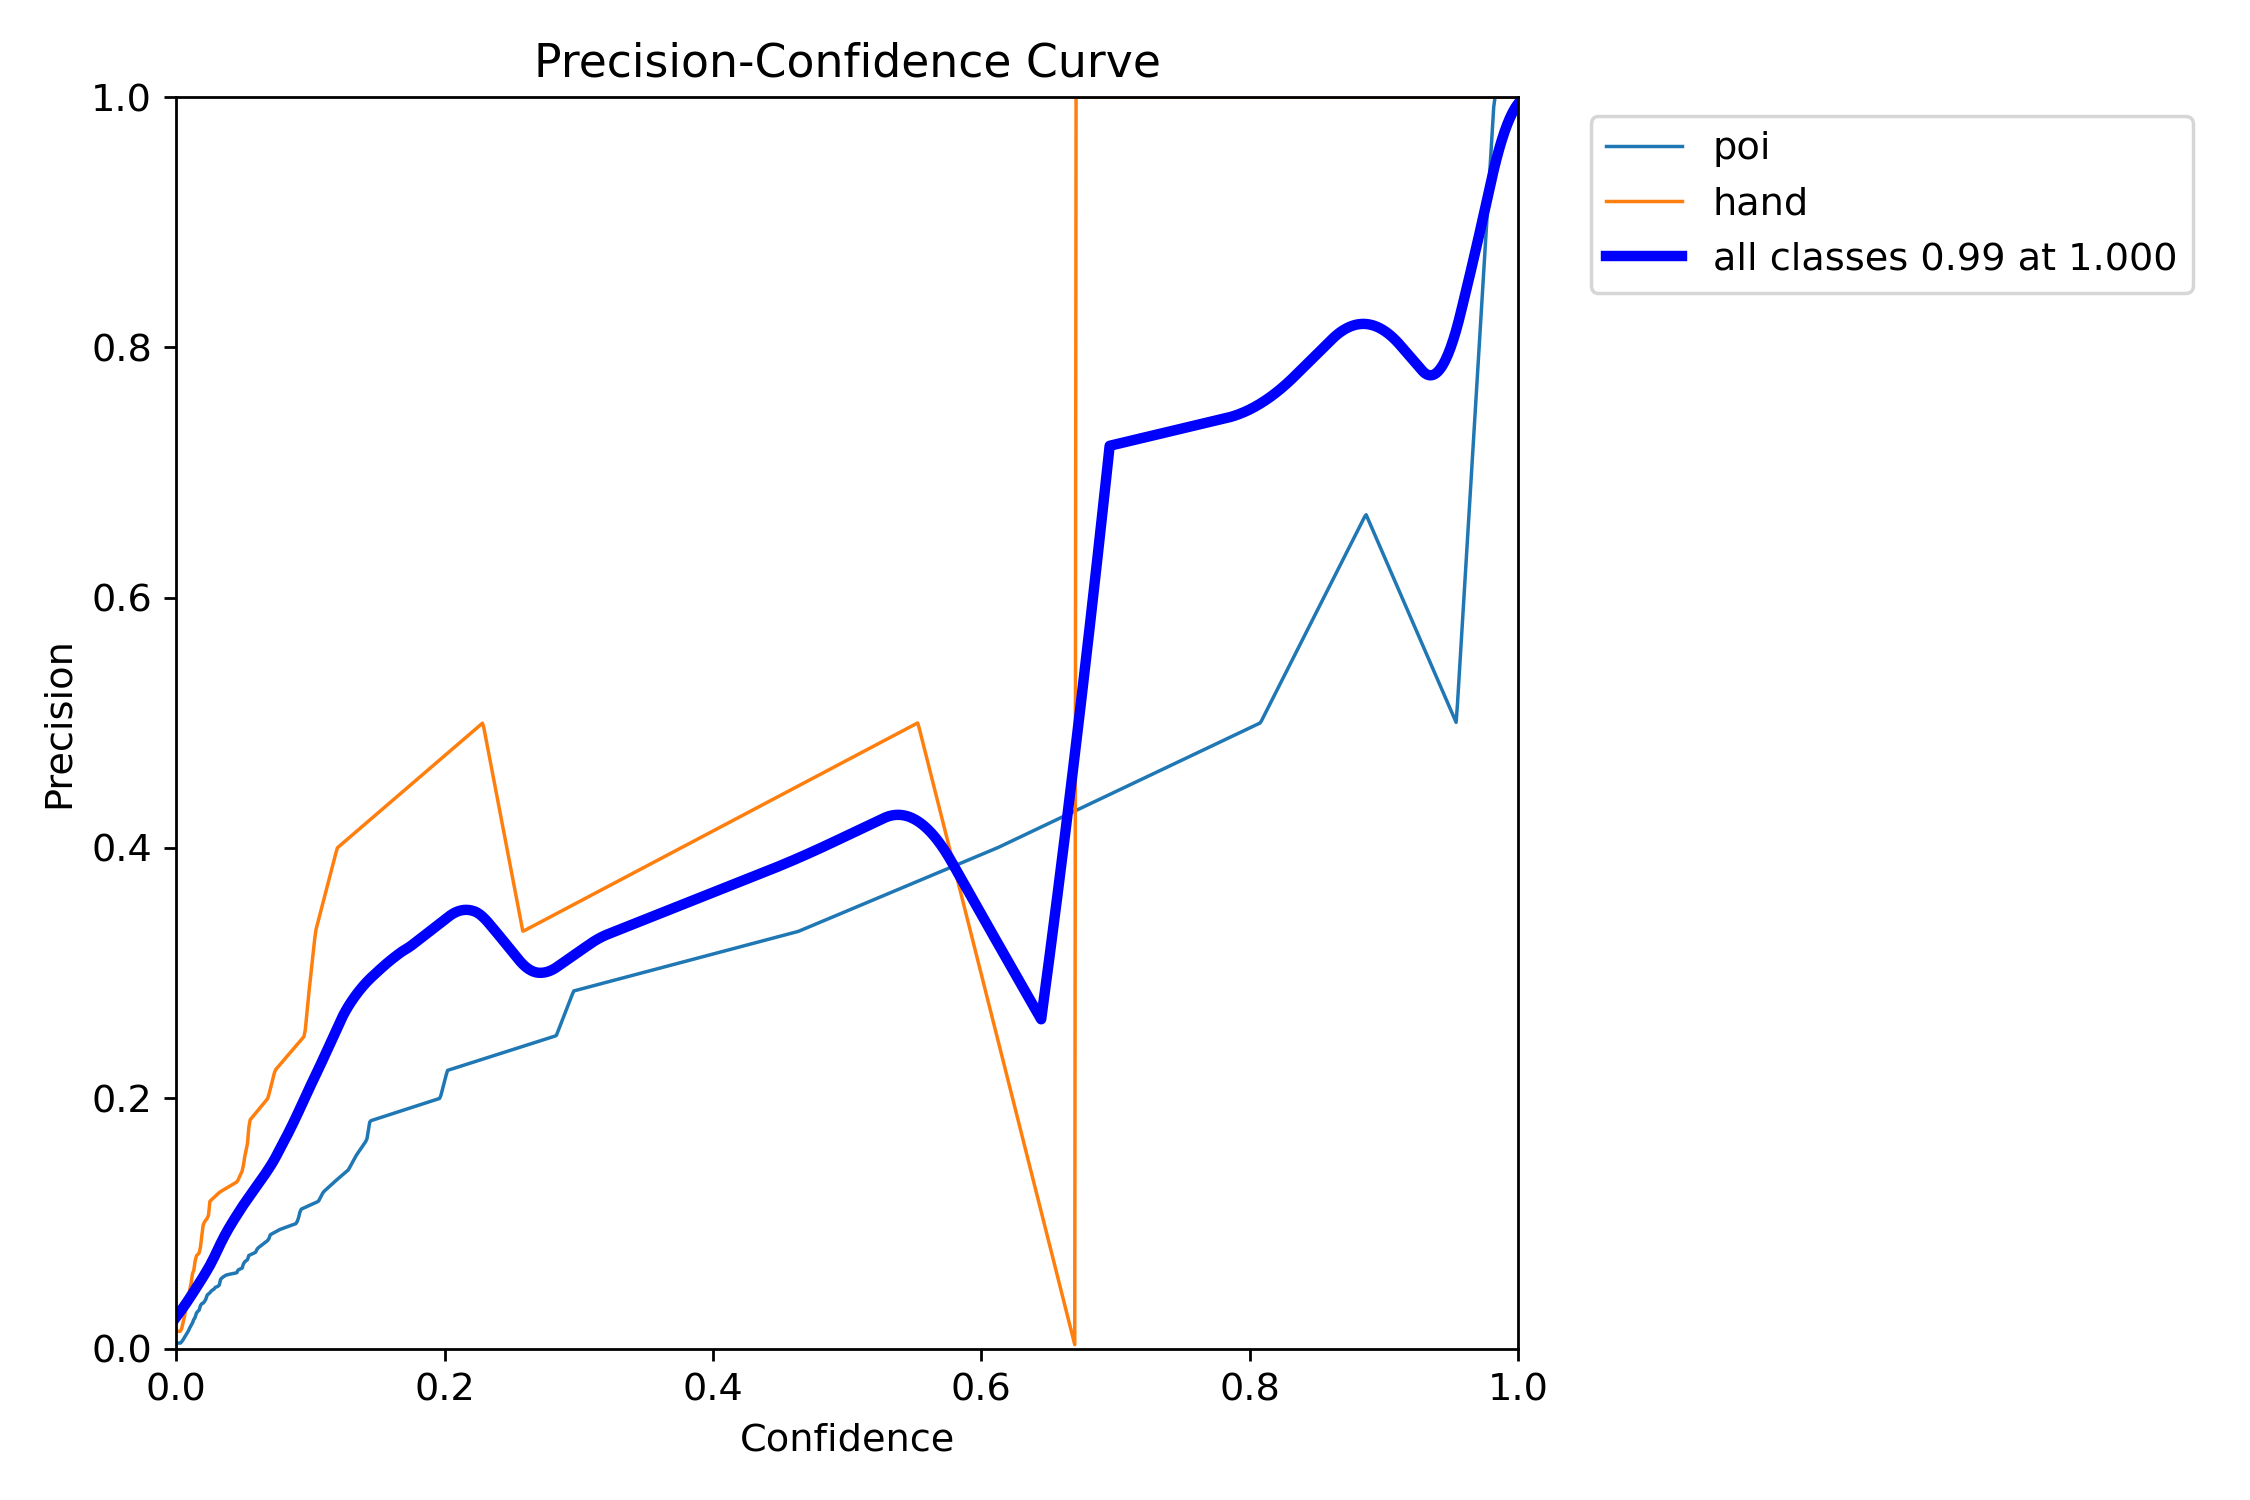 Precision-Confidence Curve
1.0
0.8
0.6
0.4
0.2
0.0
Precision
0.0 0.2 0.4 0.6 0.8 1.0
Confidence
poi
hand
all classes 0.99 at 1.000